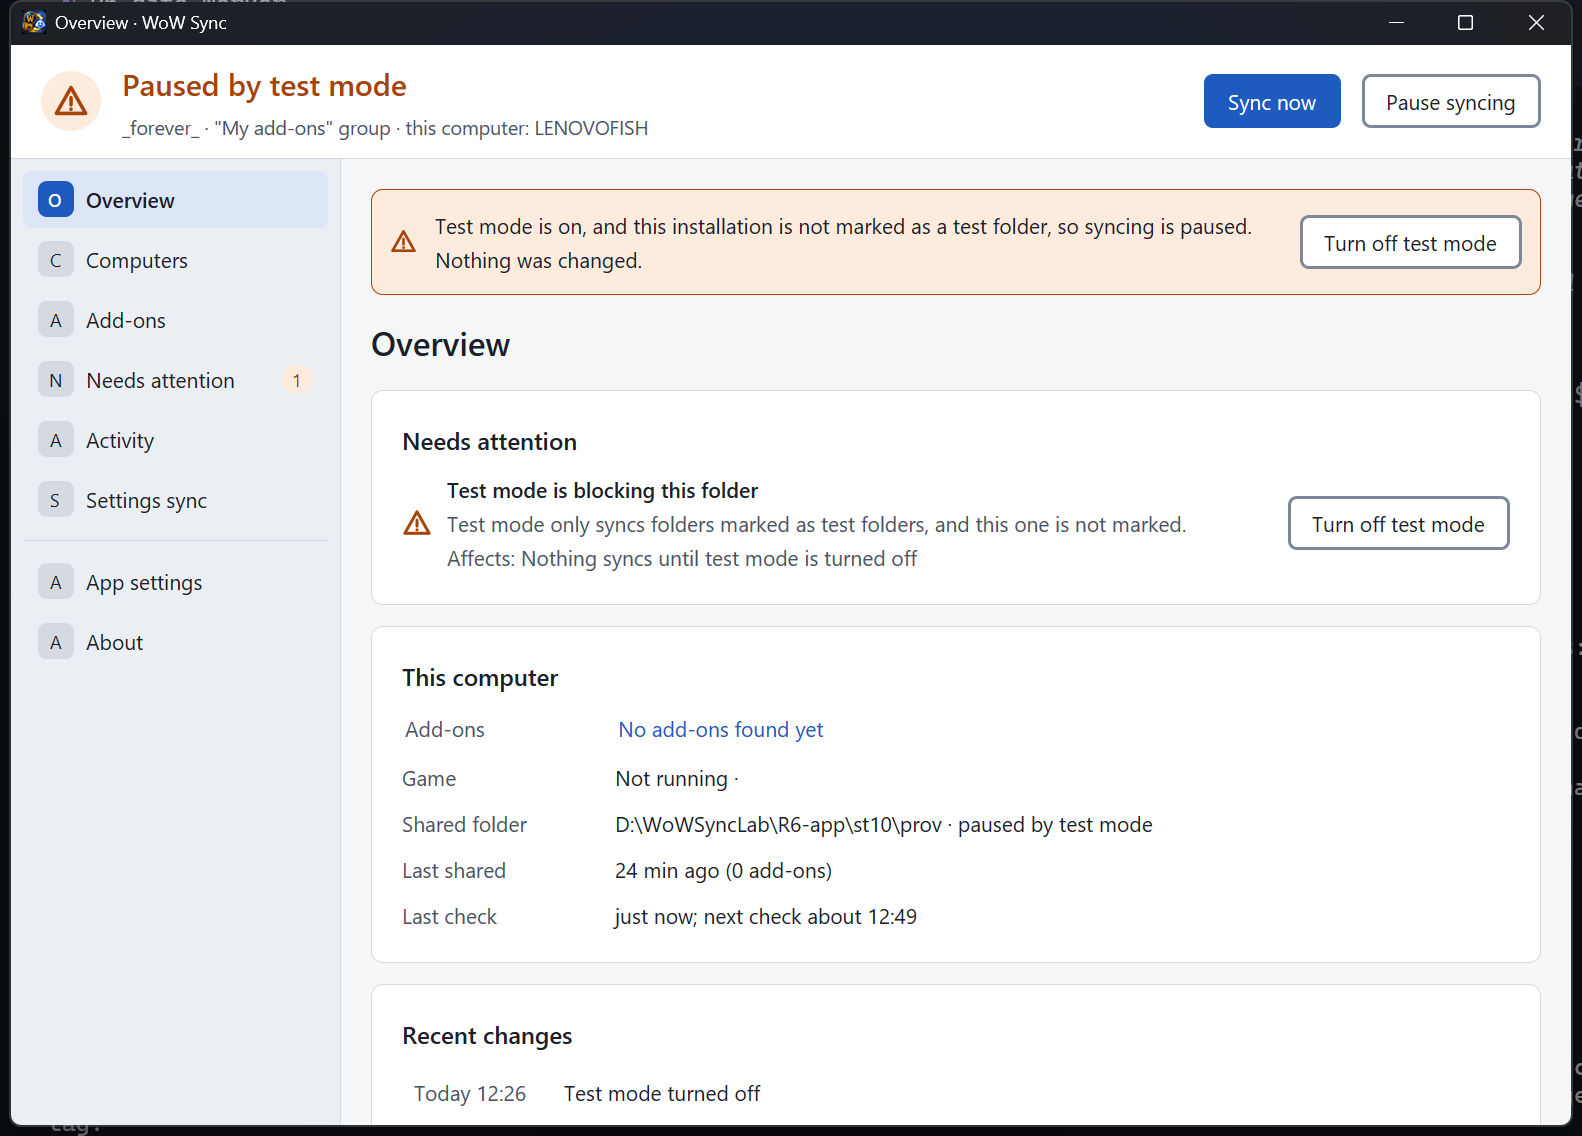 Overview · WoW Sync
Paused by test mode
_forever_ · "My add-ons" group · this computer: LENOVOFISH
Sync now
Pause syncing
O Overview
C Computers
A Add-ons
N Needs attention 1
A Activity
S Settings sync
A App settings
A About
Test mode is on, and this installation is not marked as a test folder, so syncing is paused.
Nothing was changed.
Turn off test mode
Overview
Needs attention
Test mode is blocking this folder
Test mode only syncs folders marked as test folders, and this one is not marked.
Affects: Nothing syncs until test mode is turned off
Turn off test mode
This computer
Add-ons No add-ons found yet
Game Not running ·
Shared folder D:\WoWSyncLab\R6-app\st10\prov · paused by test mode
Last shared 24 min ago (0 add-ons)
Last check just now; next check about 12:49
Recent changes
Today 12:26 Test mode turned off